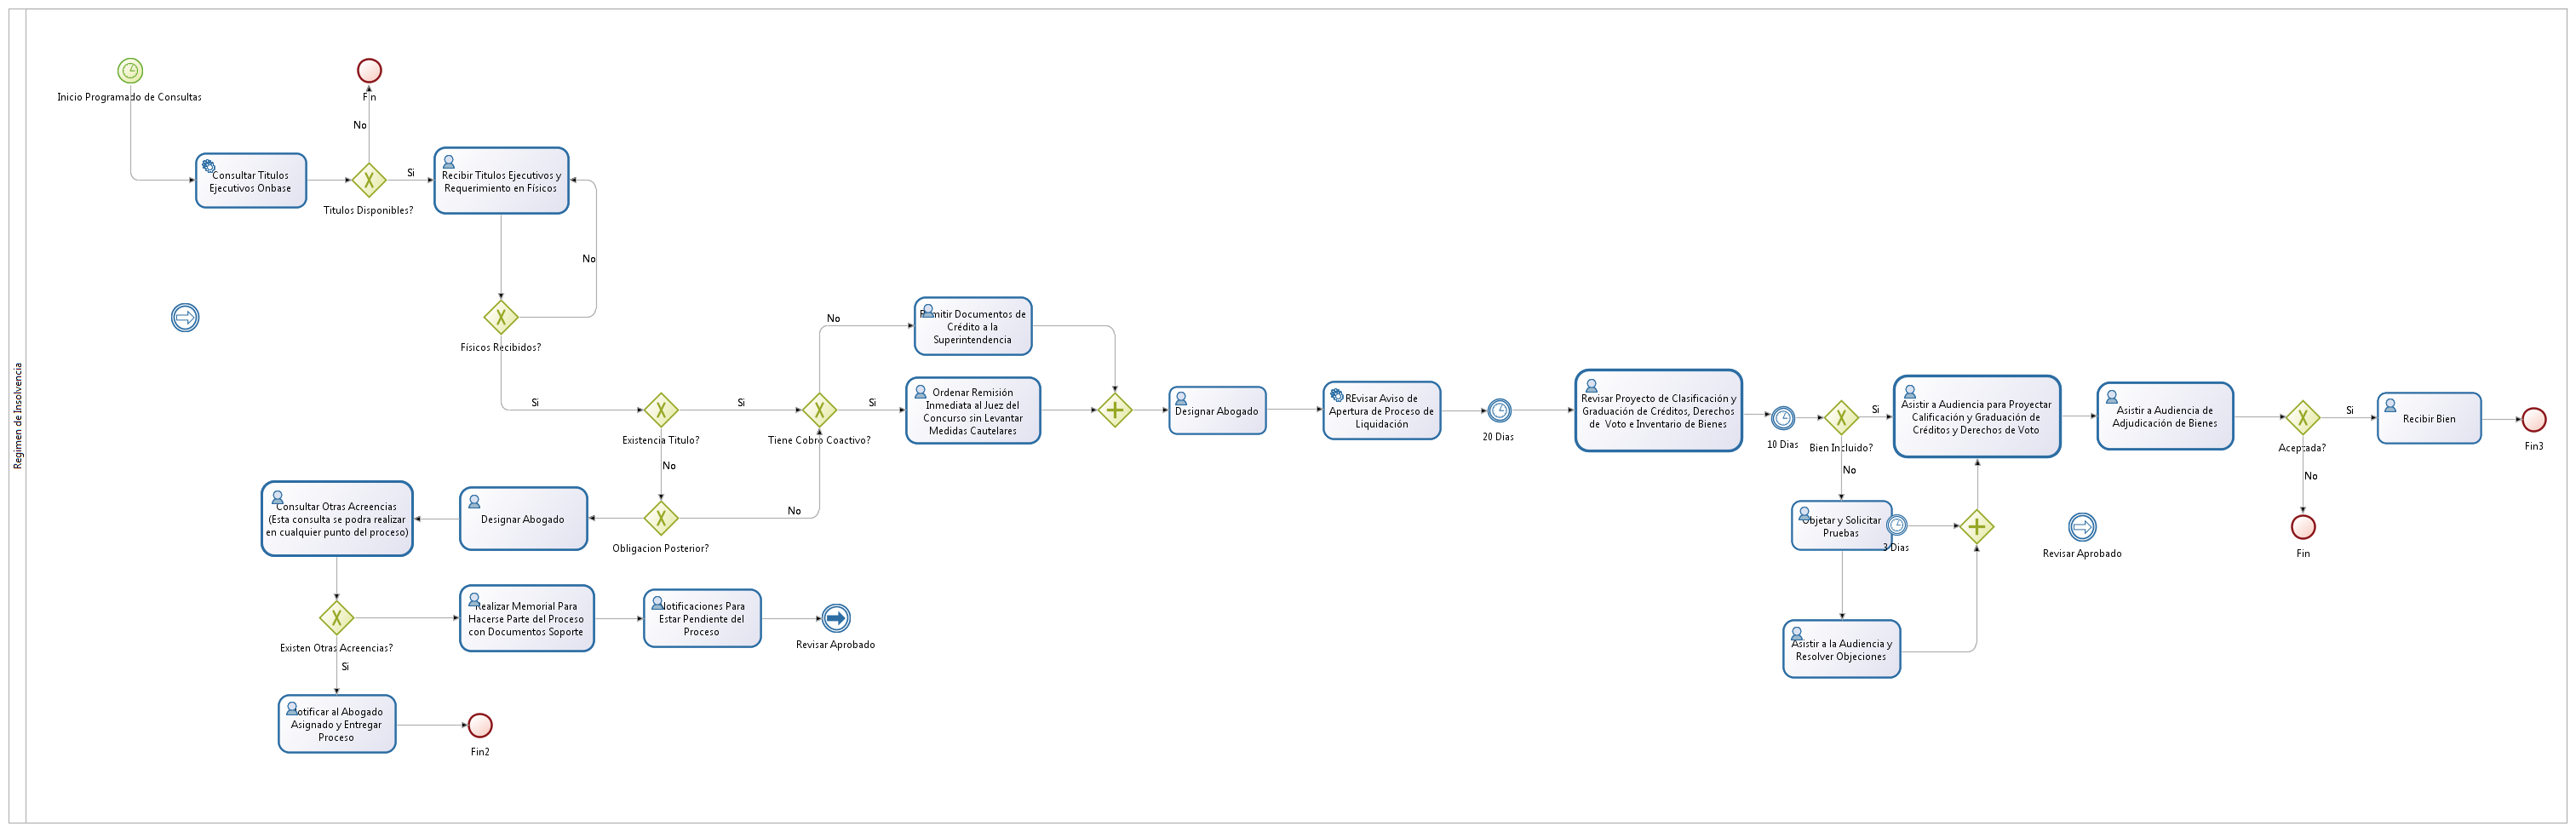 Regimen de Insolvencia
Inicio Programado de Consultas
Fin
No
Consultar Titulos
Ejecutivos Onbase
Titulos Disponibles?
Si
Recibir Titulos Ejecutivos y
Requerimiento en Físicos
No
Físicos Recibidos?
Si
Existencia Titulo?
Si
No
Tiene Cobro Coactivo?
No
Si
Remitir Documentos de
Crédito a la
Superintendencia
Ordenar Remisión
Inmediata al Juez del
Concurso sin Levantar
Medidas Cautelares
Designar Abogado
REvisar Aviso de
Apertura de Proceso de
Liquidación
20 Dias
Revisar Proyecto de Clasificación y
Graduación de Créditos, Derechos
de Voto e Inventario de Bienes
10 Dias
Bien Incluido?
Si
No
Asistir a Audiencia para Proyectar
Calificación y Graduación de
Créditos y Derechos de Voto
Asistir a Audiencia de
Adjudicación de Bienes
Aceptada?
Si
No
Recibir Bien
Fin3
Fin
Objetar y Solicitar
Pruebas
3 Dias
Revisar Aprobado
Asistir a la Audiencia y
Resolver Objeciones
Obligacion Posterior?
No
Designar Abogado
Consultar Otras Acreencias
(Esta consulta se podra realizar
en cualquier punto del proceso)
Existen Otras Acreencias?
Si
Realizar Memorial Para
Hacerse Parte del Proceso
con Documentos Soporte
Notificaciones Para
Estar Pendiente del
Proceso
Revisar Aprobado
Notificar al Abogado
Asignado y Entregar
Proceso
Fin2